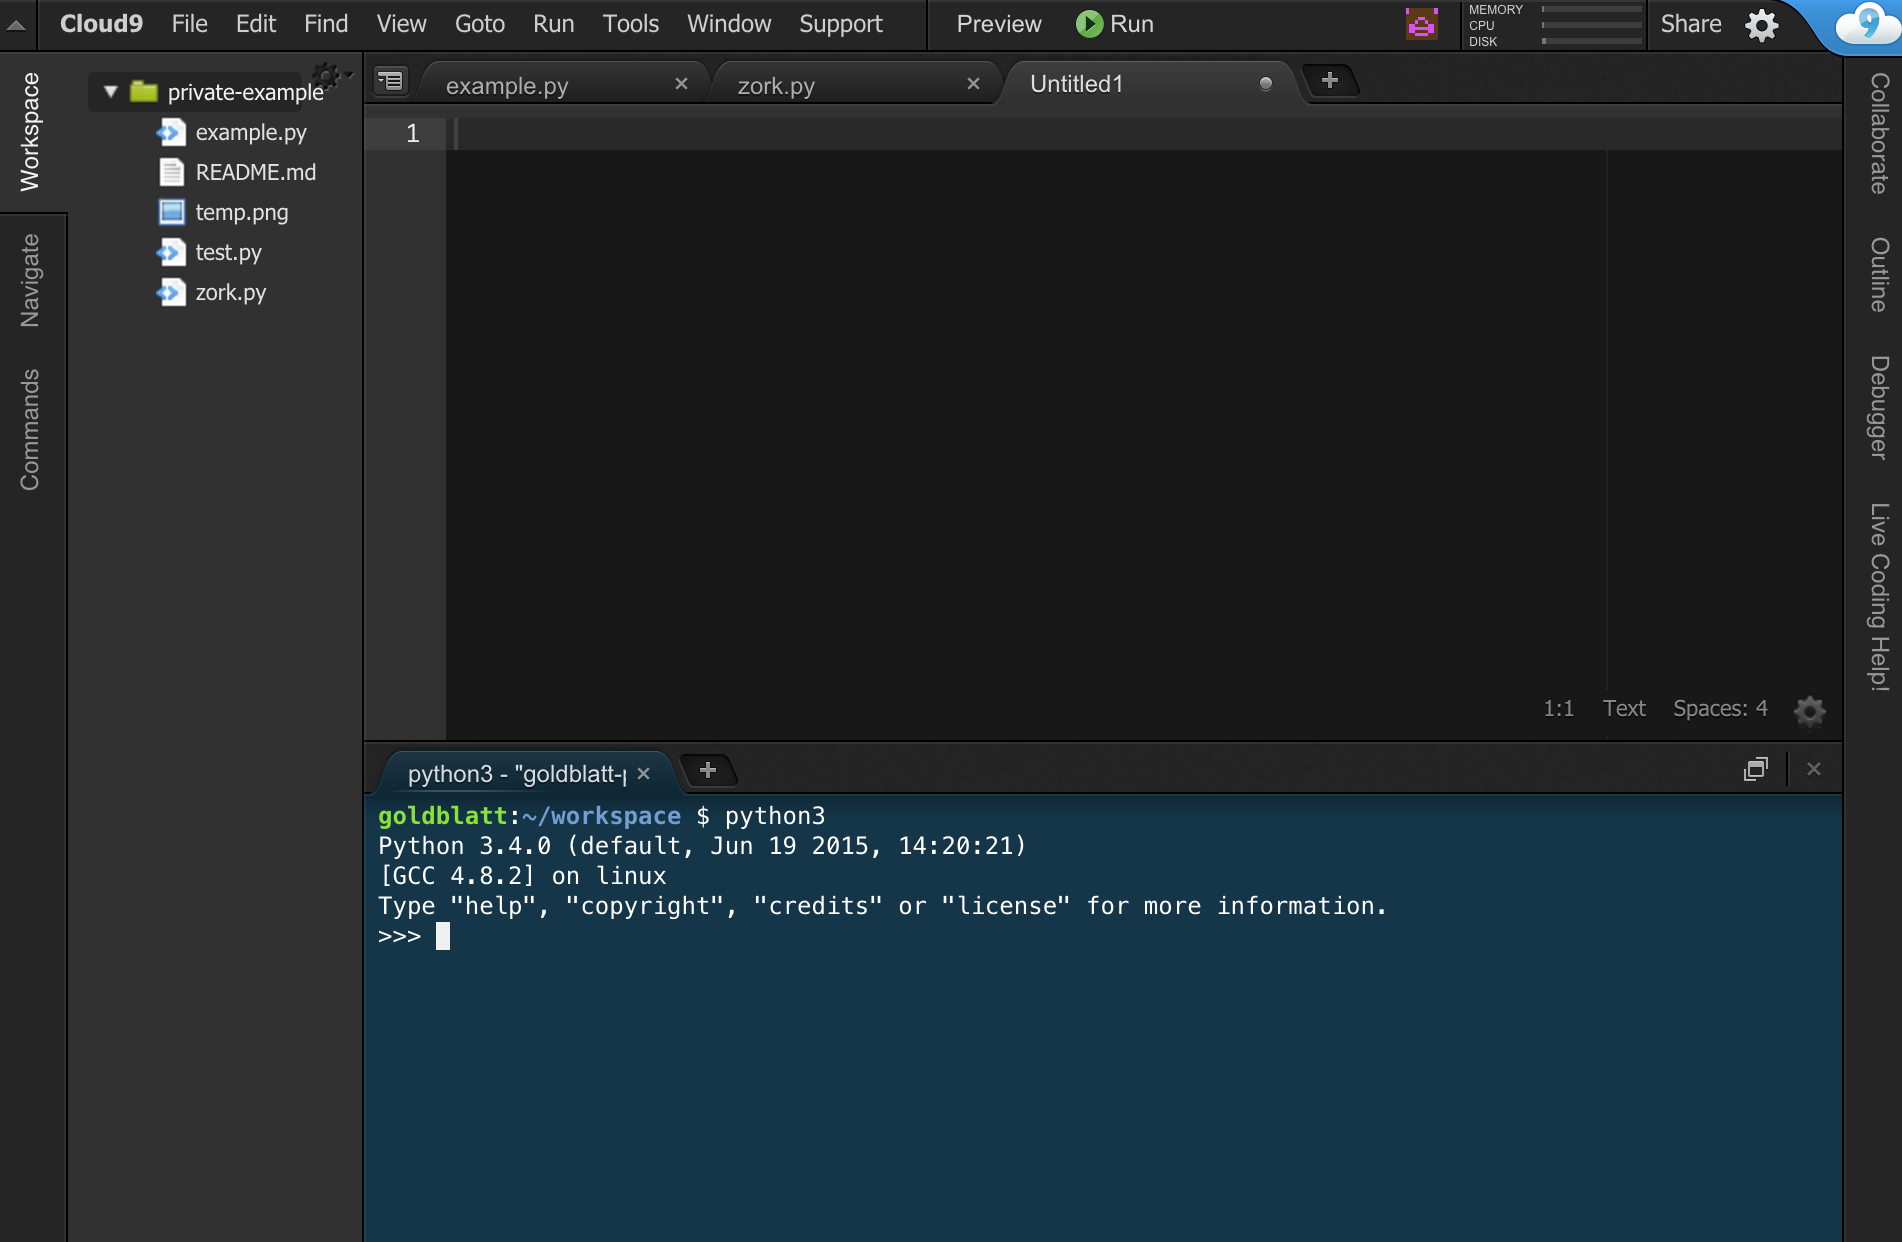 Cloud9 File Edit Find View Goto Run Tools Window Support Preview Run MEMORY CPU DISK Share 9
Workspace
Navigate
Commands
private-example
example.py
README.md
temp.png
test.py
zork.py
example.py zork.py Untitled1
1
1:1 Text Spaces: 4
Collaborate
Outline
Debugger
Live Coding Help!
python3 - "goldblatt-
goldblatt:~/workspace $ python3
Python 3.4.0 (default, Jun 19 2015, 14:20:21)
[GCC 4.8.2] on linux
Type "help", "copyright", "credits" or "license" for more information.
>>>